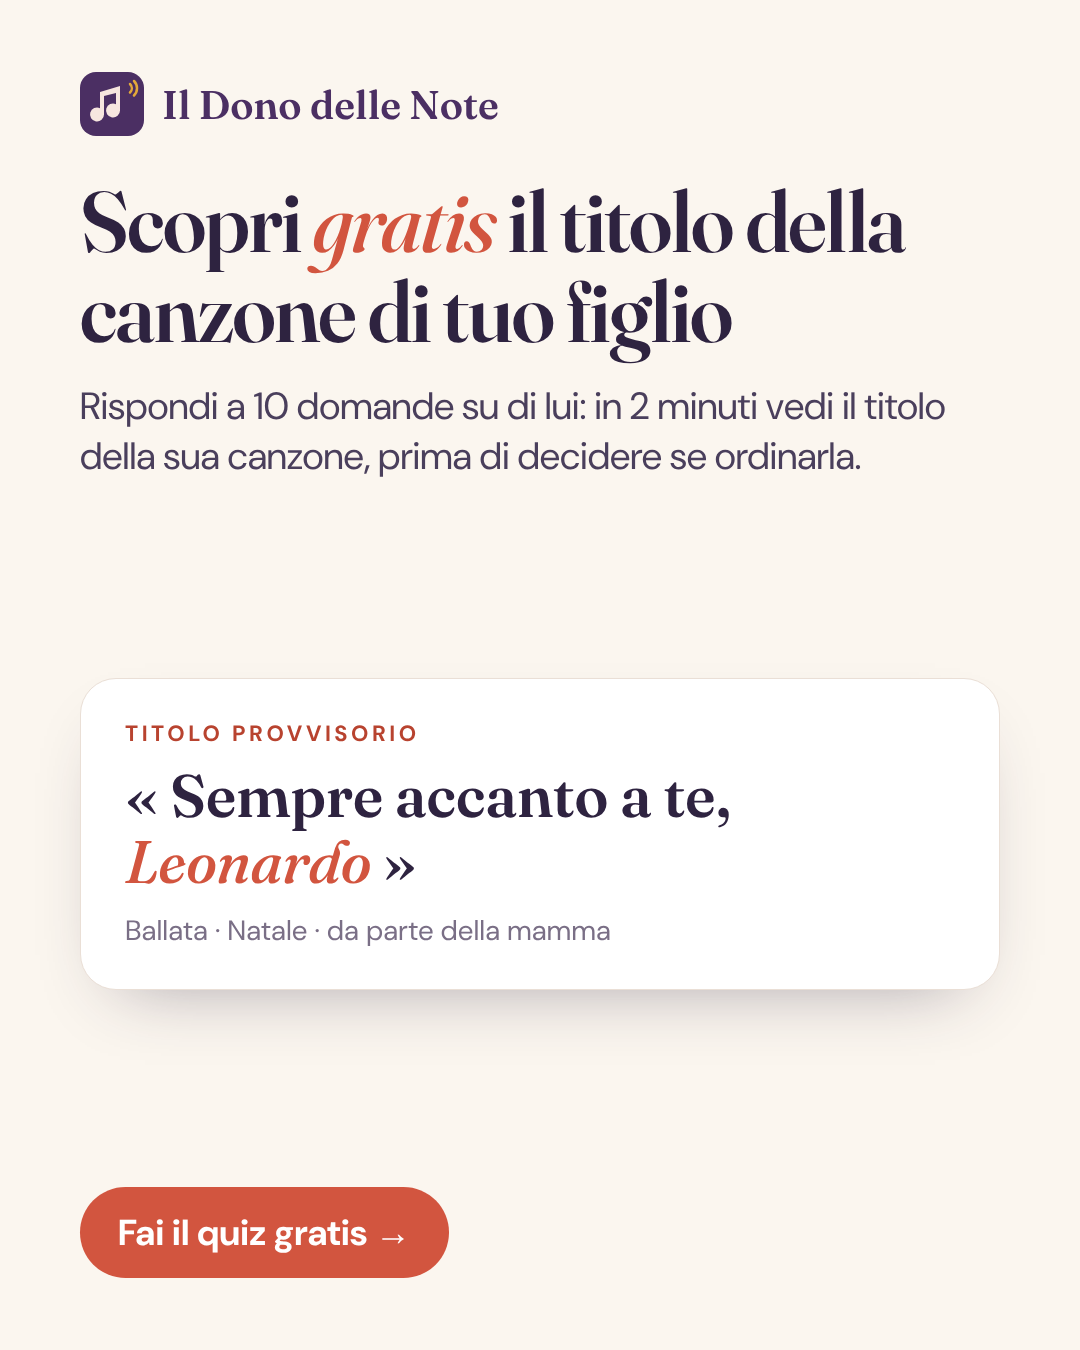 Il Dono delle Note
Scopri gratis il titolo della
canzone di tuo figlio
Rispondi a 10 domande su di lui: in 2 minuti vedi il titolo
della sua canzone, prima di decidere se ordinarla.
TITOLO PROVVISORIO
« Sempre accanto a te,
Leonardo »
Ballata · Natale · da parte della mamma
Fai il quiz gratis →